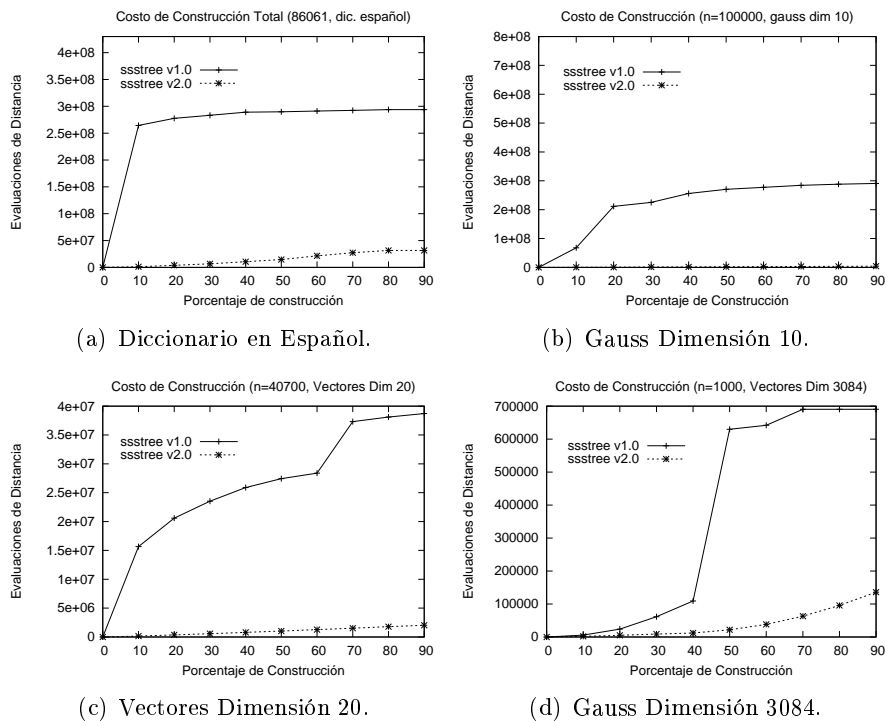 Costo de Construcción Total (86061, dic. español)
4e+08
3.5e+08
3e+08
2.5e+08
2e+08
1.5e+08
1e+08
5e+07
0
Evaluaciones de Distancia
ssstree v1.0
ssstree v2.0
0 10 20 30 40 50 60 70 80 90
Porcentaje de construcción
(a) Diccionario en Español.
Costo de Construcción (n=100000, gauss dim 10)
8e+08
7e+08
6e+08
5e+08
4e+08
3e+08
2e+08
1e+08
0
Evaluaciones de Distancia
ssstree v1.0
ssstree v2.0
0 10 20 30 40 50 60 70 80 90
Porcentaje de Construcción
(b) Gauss Dimensión 10.
Costo de Construcción (n=40700, Vectores Dim 20)
4e+07
3.5e+07
3e+07
2.5e+07
2e+07
1.5e+07
1e+07
5e+06
0
Evaluaciones de Distancia
ssstree v1.0
ssstree v2.0
0 10 20 30 40 50 60 70 80 90
Porcentaje de Construcción
(c) Vectores Dimensión 20.
Costo de Construcción (n=1000, Vectores Dim 3084)
700000
600000
500000
400000
300000
200000
100000
0
Evaluaciones de Distancia
ssstree v1.0
ssstree v2.0
0 10 20 30 40 50 60 70 80 90
Porcentaje de Construcción
(d) Gauss Dimensión 3084.